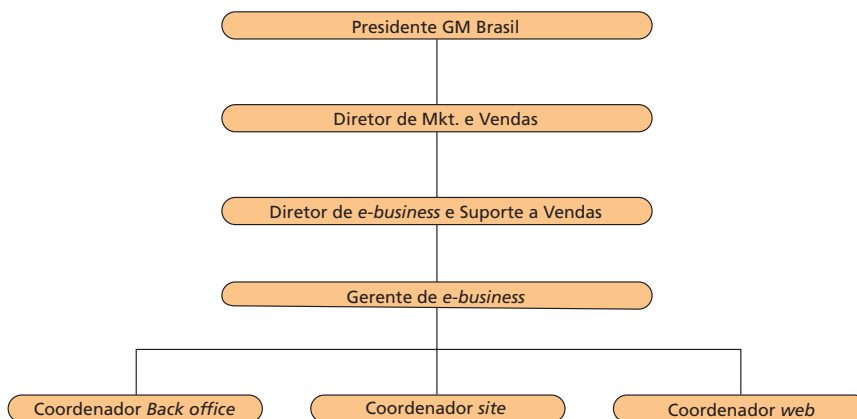 Presidente GM Brasil
Diretor de Mkt. e Vendas
Diretor de e-business e Suporte a Vendas
Gerente de e-business
Coordenador Back office
Coordenador site
Coordenador web